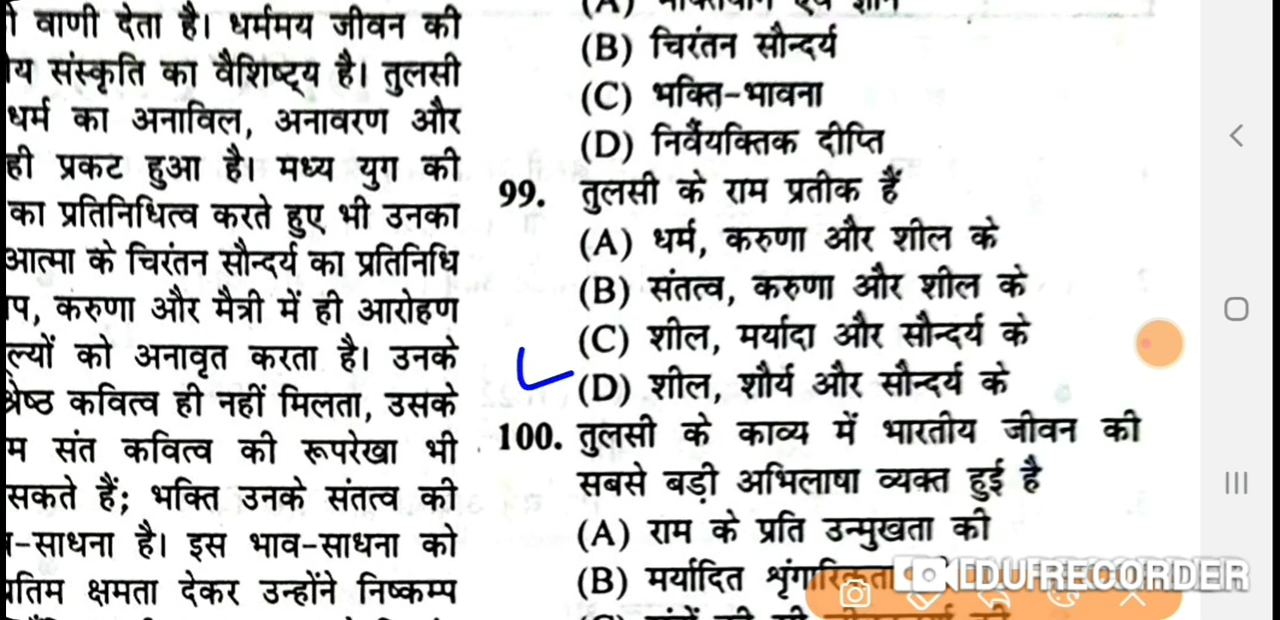 वाणी देता है। धर्ममय जीवन की
संस्कृति का वैशिष्ट्य है। तुलसी
धर्म का अनाविल, अनावरण और
ही प्रकट हुआ है। मध्य युग की
का प्रतिनिधित्व करते हुए भी उनका
आत्मा के चिरंतन सौन्दर्य का प्रतिनिधि
करुणा और मैत्री में ही आरोहण
को अनावृत करता है। उनके
श्रेष्ठ कवित्व ही नहीं मिलता, उसके
संत कवित्व की रूपरेखा भी
सकते हैं; भक्ति उनके संतत्व की
-साधना है। इस भाव-साधना को
क्षमता देकर उन्होंने निष्कम्प
(A)
(B) चिरंतन सौन्दर्य
(C) भक्ति-भावना
(D) निर्वैयक्तिक दीप्ति
99. तुलसी के राम प्रतीक हैं
(A) धर्म, करुणा और शील के
(B) संतत्व, करुणा और शील के
(C) शील, मर्यादा और सौन्दर्य के
(D) शील, शौर्य और सौन्दर्य के
100. तुलसी के काव्य में भारतीय जीवन की
सबसे बड़ी अभिलाषा व्यक्त हुई है
(A) राम के प्रति उन्मुखता की
(B) मर्यादित श्रृंगारिकता
EDUFRECORDER